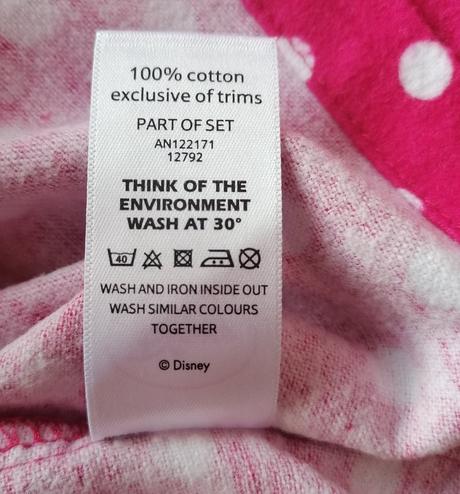 100% cotton
exclusive of trims
PART OF SET
AN122171
12792
THINK OF THE
ENVIRONMENT
WASH AT 30°
40
WASH AND IRON INSIDE OUT
WASH SIMILAR COLOURS
TOGETHER
© Disney